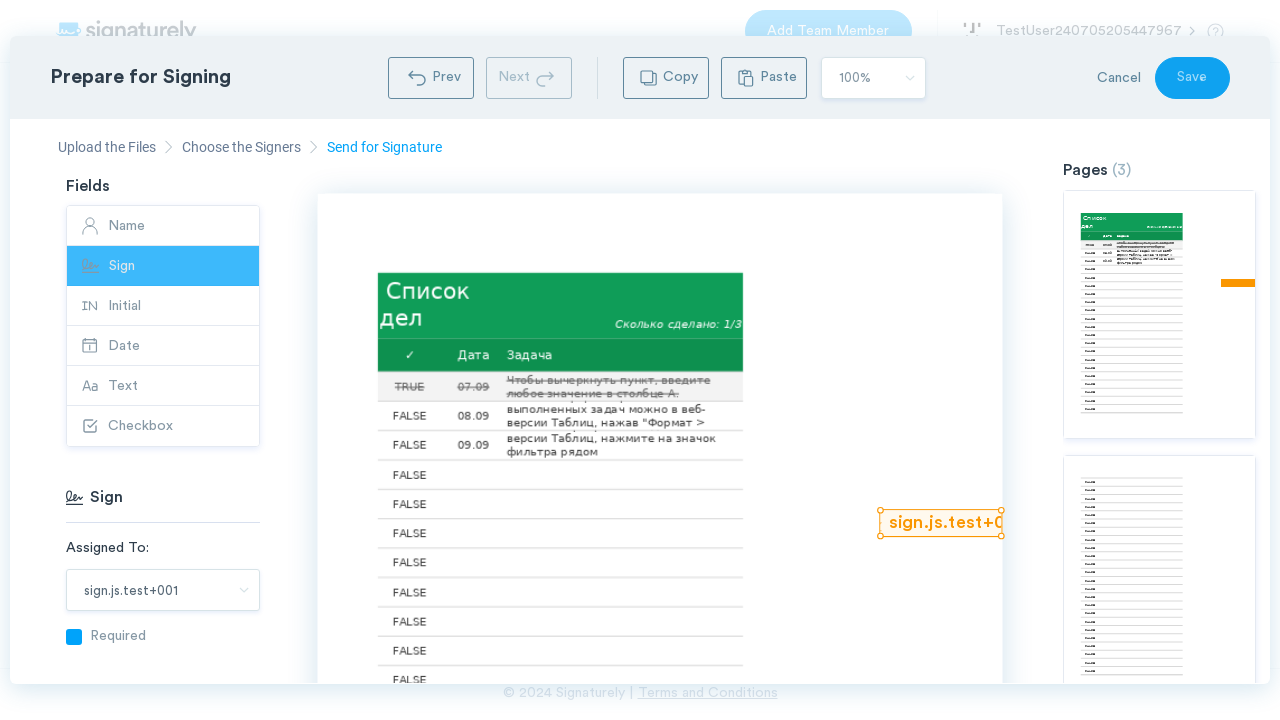 signaturely
Add Team Member
TestUser240705205447967
Prepare for Signing
Prev
Next
Copy
Paste
100%
Cancel
Save
Upload the Files
Choose the Signers
Send for Signature
Fields
Name
Sign
Initial
Date
Text
Checkbox
Sign
Assigned To:
sign.js.test+001
Required
Список
дел
Сколько сделано: 1/3
✓ Дата Задача
TRUE 07.09 Чтобы вычеркнуть пункт, введите
любое значение в столбце A.
FALSE 08.09 выполненных задач можно в веб-
версии Таблиц, нажав "Формат >
FALSE 09.09 версии Таблиц, нажмите на значок
фильтра рядом
FALSE
FALSE
FALSE
FALSE
FALSE
FALSE
FALSE
FALSE
sign.js.test+0
Pages (3)
Список
дел
© 2024 Signaturely | Terms and Conditions